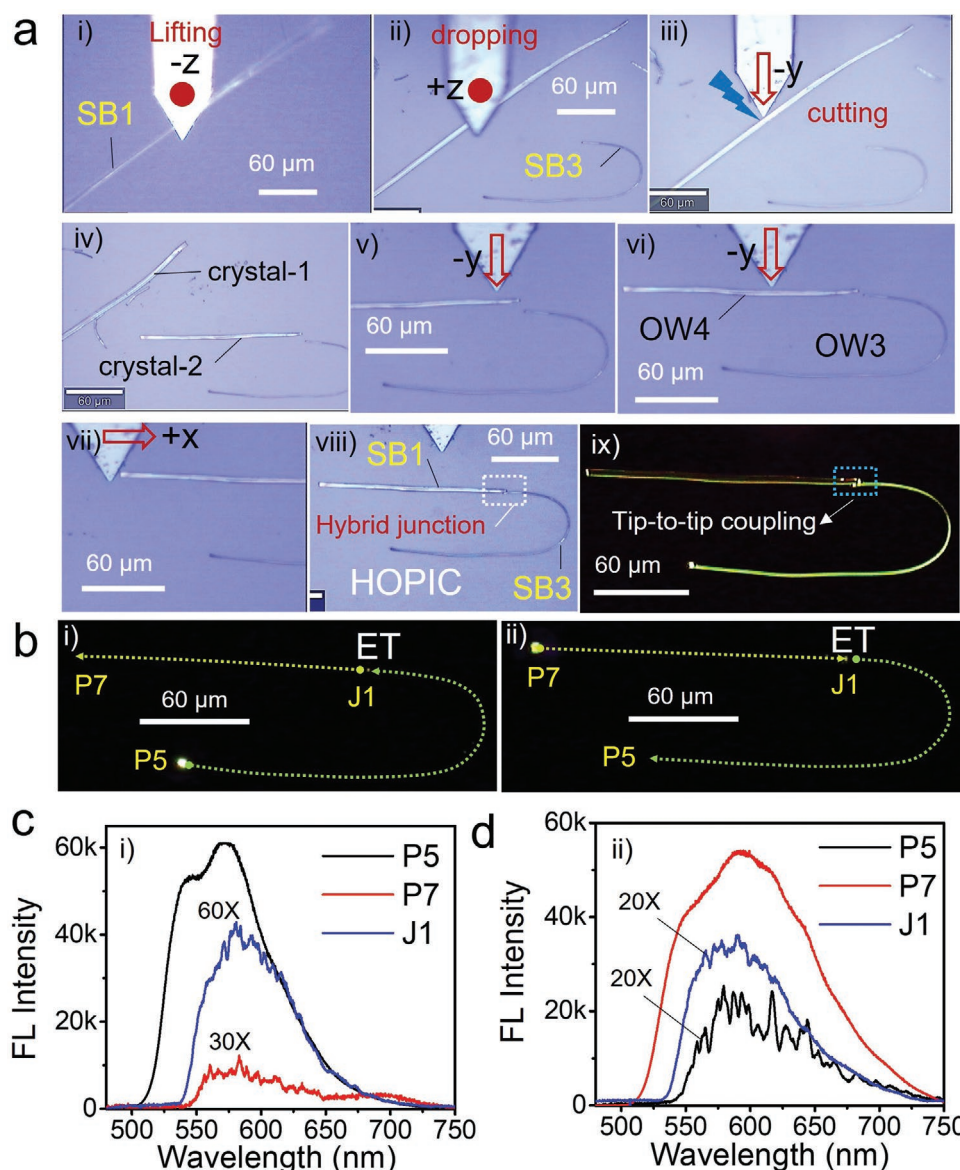 a
i)
Lifting
-z
SB1
60 µm
ii)
dropping
+z
60 µm
SB3
iii)
-y
cutting
60 µm
iv)
crystal-1
crystal-2
60 µm
v)
-y
60 µm
vi)
-y
OW4
OW3
60 µm
vii)
+x
60 µm
viii)
60 µm
SB1
Hybrid junction
HOPIC
SB3
ix)
Tip-to-tip coupling
b
i)
ET
P7
J1
60 µm
P5
ii)
P7
ET
J1
60 µm
P5
c
i)
60k
40k
20k
0
FL Intensity
P5
P7
J1
60X
30X
500 550 600 650 700 750
Wavelength (nm)
d
ii)
60k
40k
20k
0
FL Intensity
P5
P7
J1
20X
20X
500 550 600 650 700 750
Wavelength (nm)